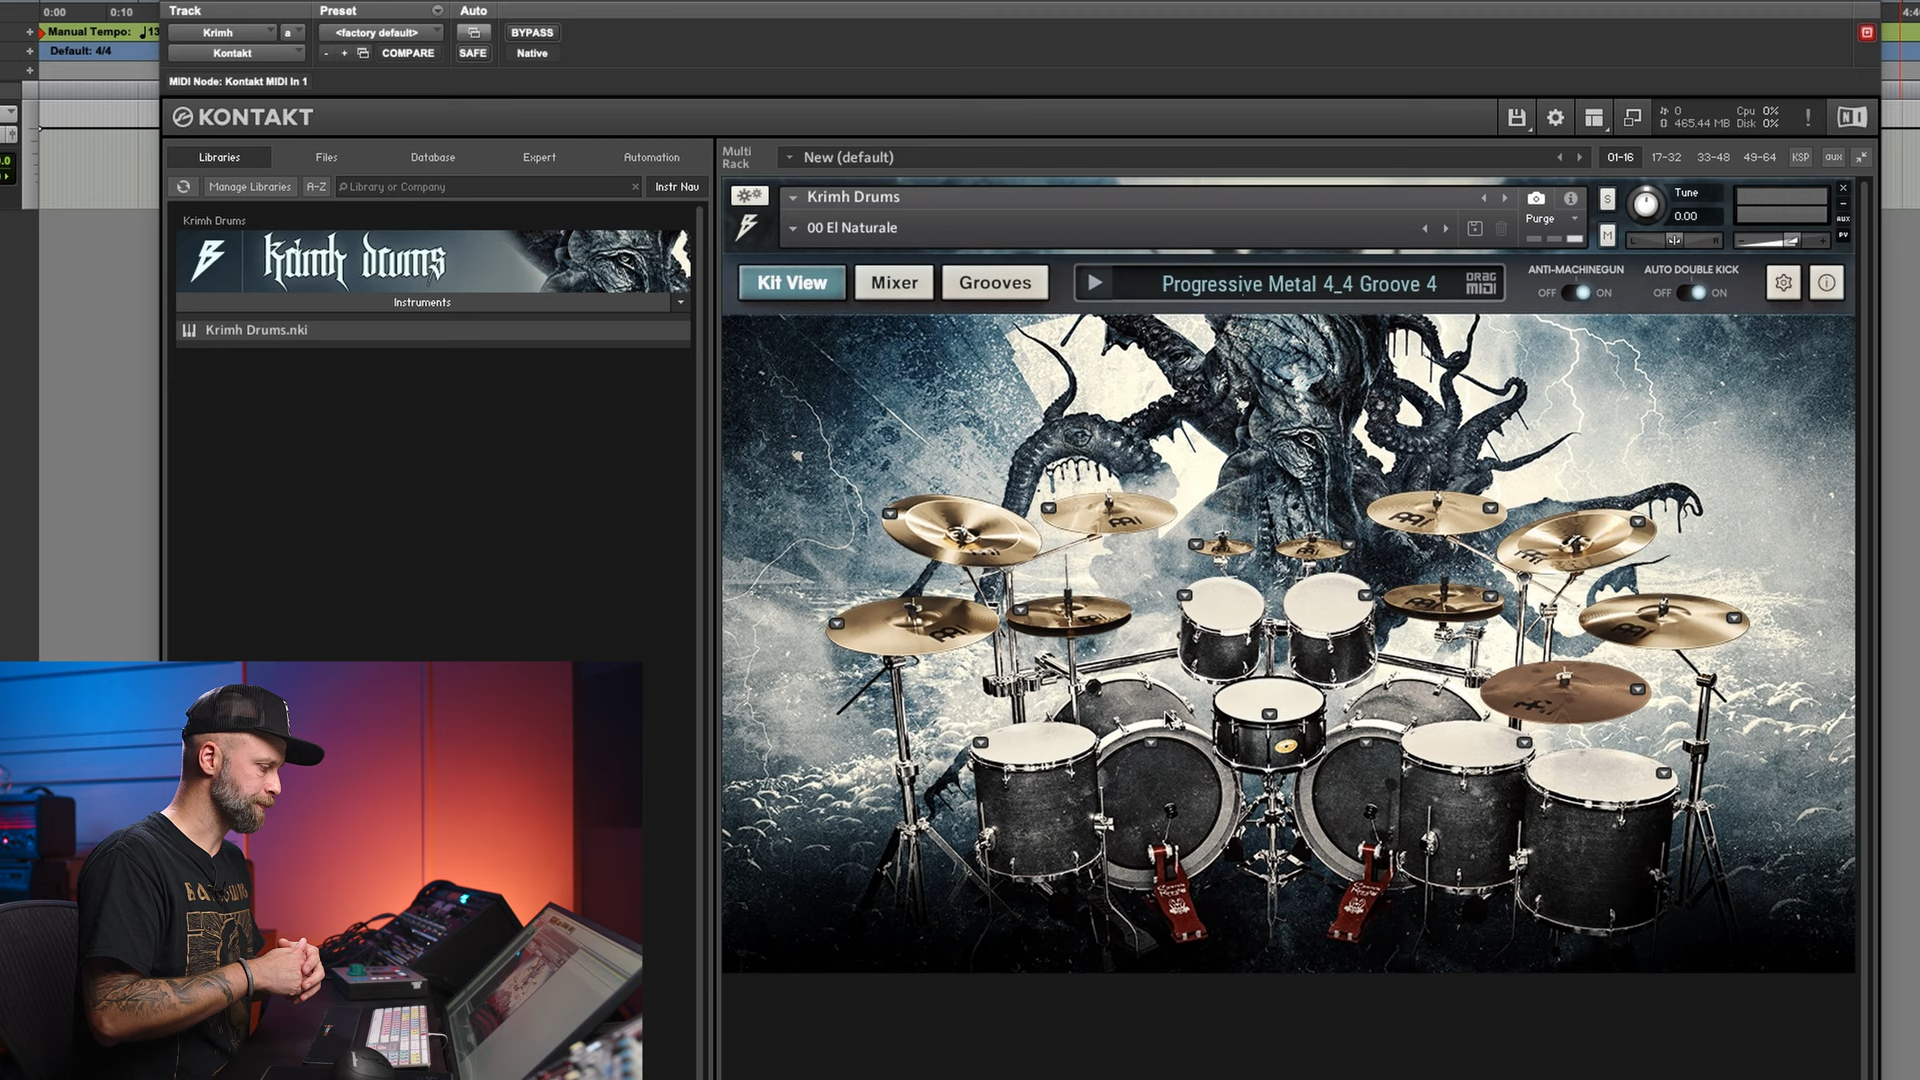 0:00 0:10
Manual Tempo: 13
Default: 4/4
Track Preset Auto
Krimh a <factory default> BYPASS
Kontakt - + COMPARE SAFE Native
MIDI Node: Kontakt MIDI In 1
KONTAKT
0 Cpu 0%
465.44 MB Disk 0%
Libraries Files Database Expert Automation
Manage Libraries A-Z Library or Company × Instr Nav
Krimh Drums
krimh drums
Instruments
Krimh Drums.nki
Multi Rack
New (default)
01-16 17-32 33-48 49-64 KSP aux
Krimh Drums
Purge
00 El Naturale
S
M
Tune
0.00
L R
- +
AUX
PV
Kit View Mixer Grooves
Progressive Metal 4_4 Groove 4
DRAG MIDI
ANTI-MACHINEGUN
OFF ON
AUTO DOUBLE KICK
OFF ON